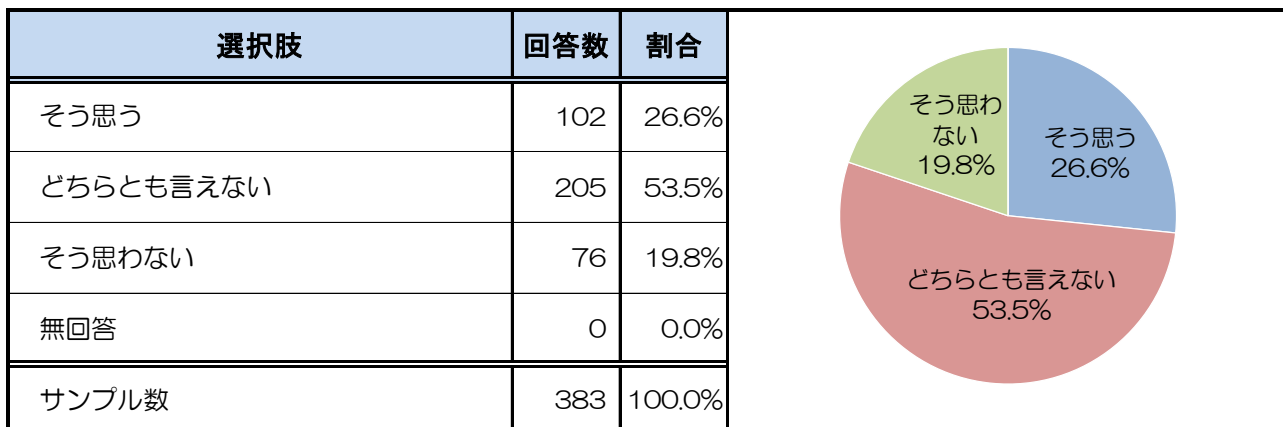 選択肢 回答数 割合
そう思う 102 26.6%
どちらとも言えない 205 53.5%
そう思わない 76 19.8%
無回答 0 0.0%
サンプル数 383 100.0%
そう思わ
ない
19.8%
そう思う
26.6%
どちらとも言えない
53.5%